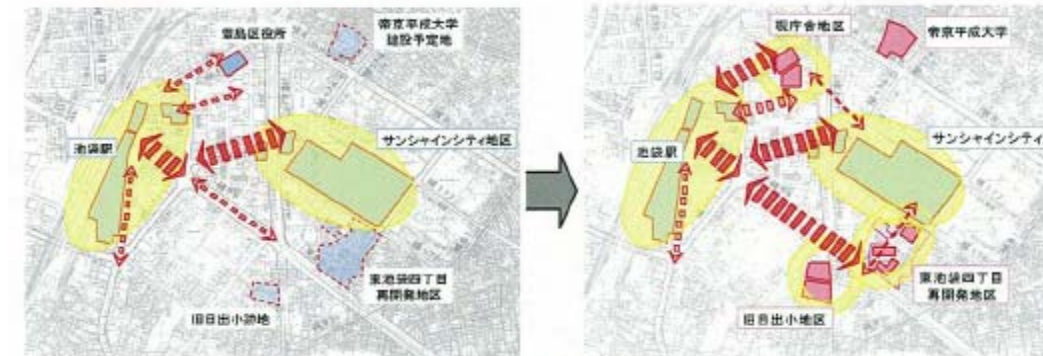 豊島区役所
帝京平成大学
建設予定地
池袋駅
サンシャインシティ地区
東池袋四丁目
再開発地区
旧日出小跡地
現庁舎地区
帝京平成大学
池袋駅
サンシャインシティ
東池袋四丁目
再開発地区
旧日出小地区